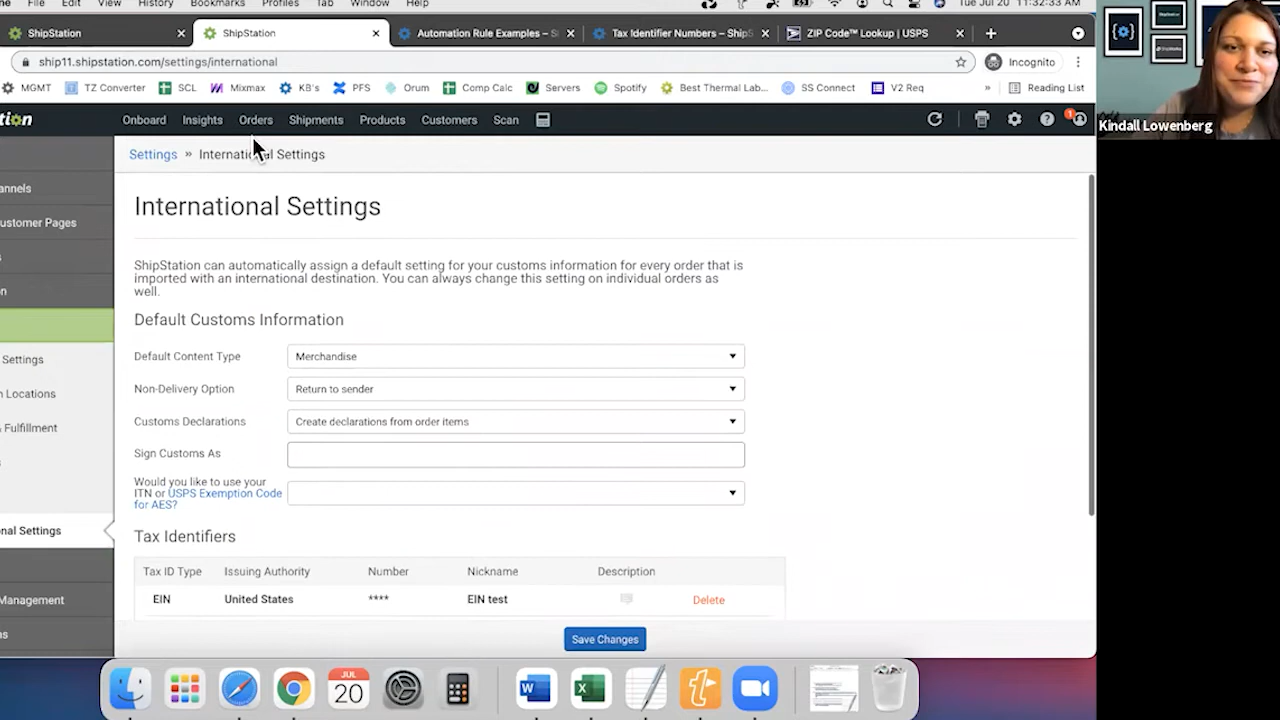 File Edit View History Bookmarks Profiles Tab Window Help Tue Jul 20 11:32:33 AM
ShipStation × ShipStation × Automation Rule Examples – S × Tax Identifier Numbers – ShipS × ZIP Code™ Lookup | USPS × +
ship11.shipstation.com/settings/international Incognito
MGMT TZ Converter SCL Mixmax KB's PFS Orum Comp Calc Servers Spotify Best Thermal Lab... SS Connect V2 Req » Reading List
Kindall Lowenberg
tion Onboard Insights Orders Shipments Products Customers Scan 1
Settings » International Settings
annels
ustomer Pages
s
on
Settings
n Locations
& Fulfillment
s
nal Settings
Management
ns
International Settings
ShipStation can automatically assign a default setting for your customs information for every order that is
imported with an international destination. You can always change this setting on individual orders as
well.
Default Customs Information
Default Content Type Merchandise
Non-Delivery Option Return to sender
Customs Declarations Create declarations from order items
Sign Customs As
Would you like to use your
ITN or USPS Exemption Code
for AES?
Tax Identifiers
Tax ID Type Issuing Authority Number Nickname Description
EIN United States **** EIN test Delete
Save Changes
JUL
20